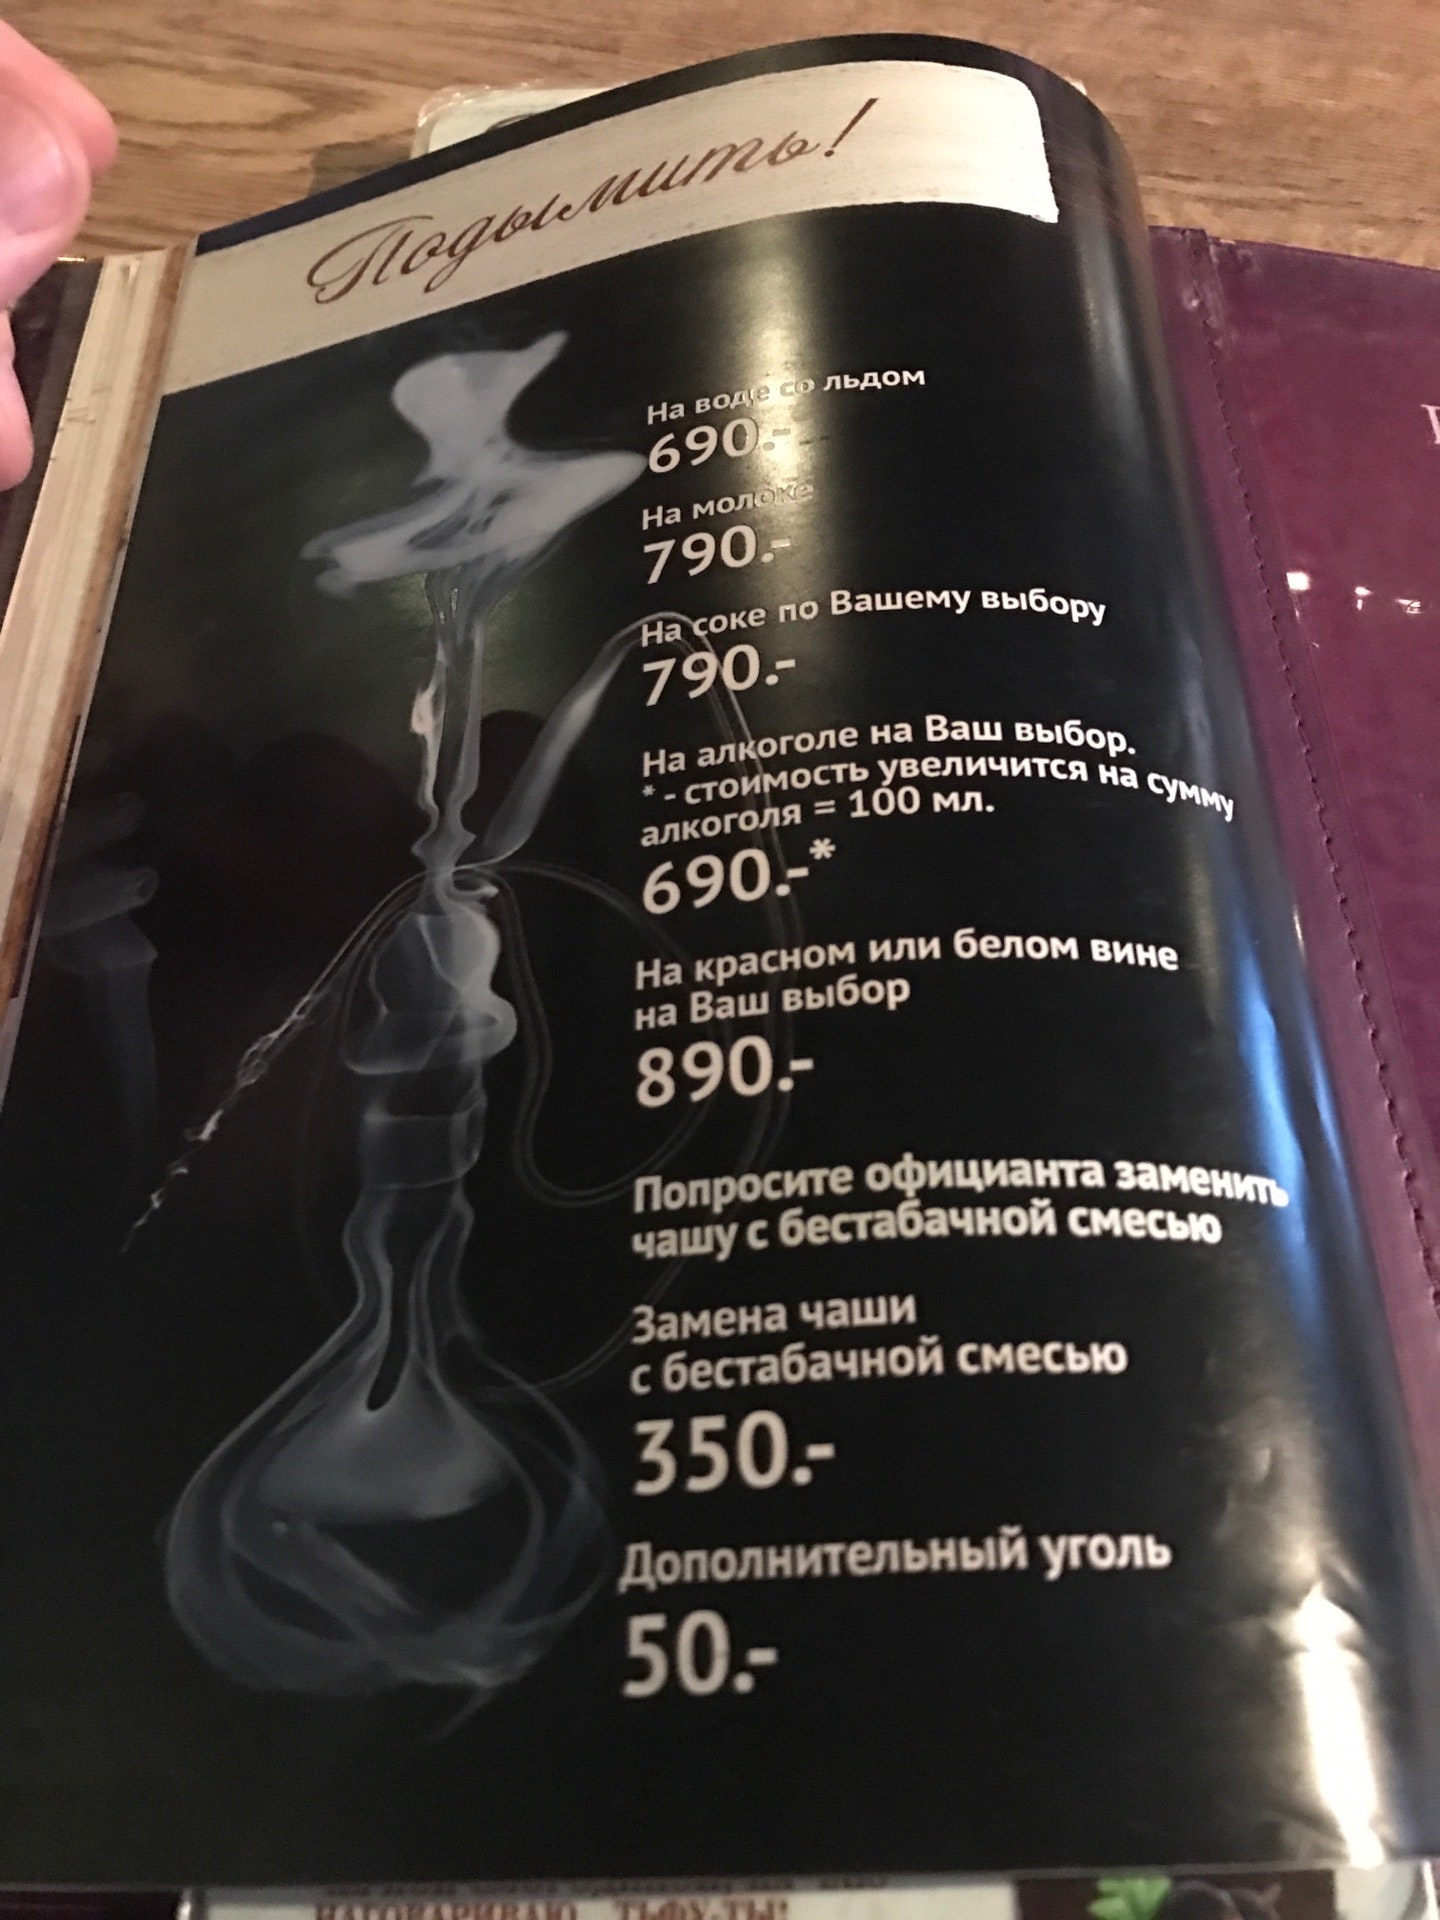 Подымить!
На воде со льдом
690.-
На молоке
790.-
На соке по Вашему выбору
790.-
На алкоголе на Ваш выбор.
* - стоимость увеличится на сумму
алкоголя = 100 мл.
690.-*
На красном или белом вине
на Ваш выбор
890.-
Попросите официанта заменить
чашу с бестабачной смесью
Замена чаши
с бестабачной смесью
350.-
Дополнительный уголь
50.-